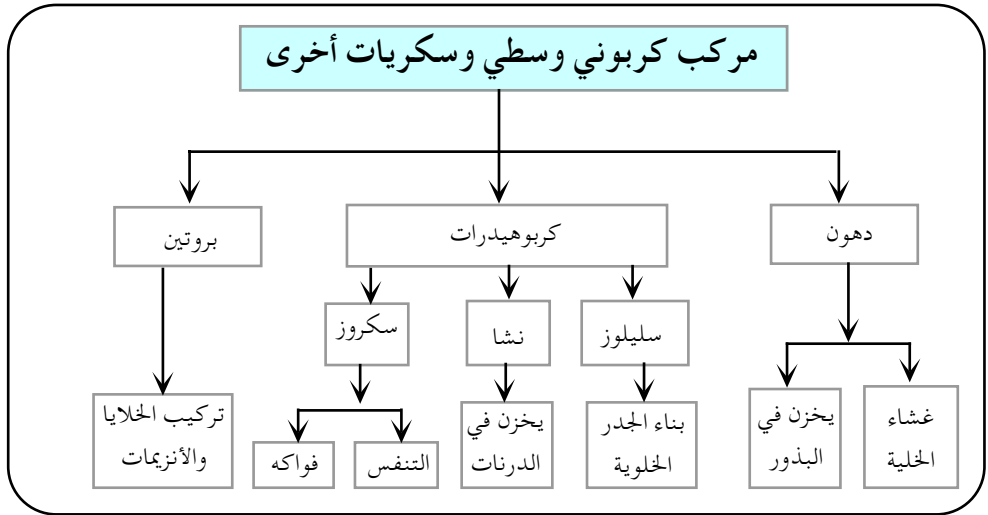 مركب كربوني وسطي وسكريات أخرى
دهون
كربوهيدرات
بروتين
سليلوز
نشا
سكروز
غشاء
الخلية
يخزن في
البذور
بناء الجدر
الخلوية
يخزن في
الدرنات
التنفس
فواكه
تركيب الخلايا
والأنزيمات